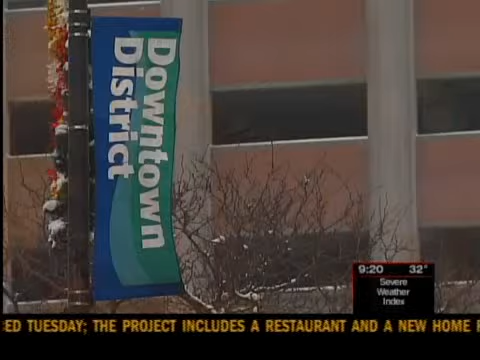 Downtown
District
9:20 32°
Severe
Weather
Index
ED TUESDAY; THE PROJECT INCLUDES A RESTAURANT AND A NEW HOME